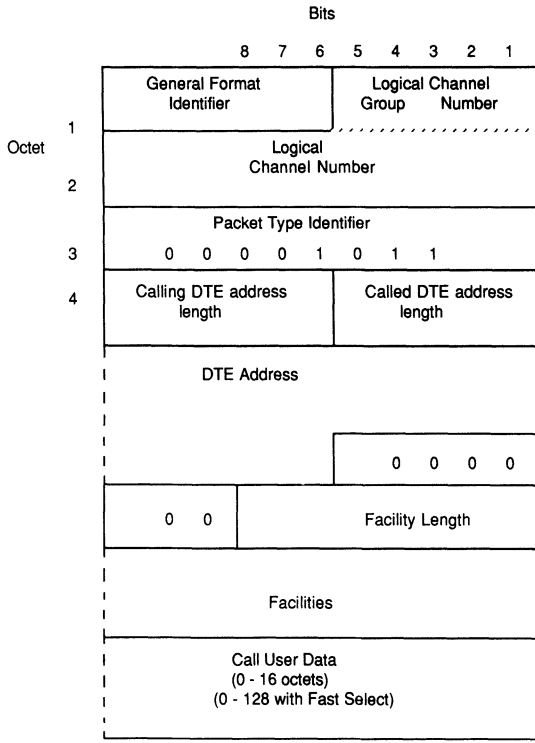 Bits
8 7 6 5 4 3 2 1
General Format
Identifier
Logical Channel
Group Number
1
Octet
Logical
Channel Number
2
Packet Type Identifier
3
0 0 0 0 1 0 1 1
4
Calling DTE address
length
Called DTE address
length
DTE Address
0 0 0 0
0 0
Facility Length
Facilities
Call User Data
(0 - 16 octets)
(0 - 128 with Fast Select)